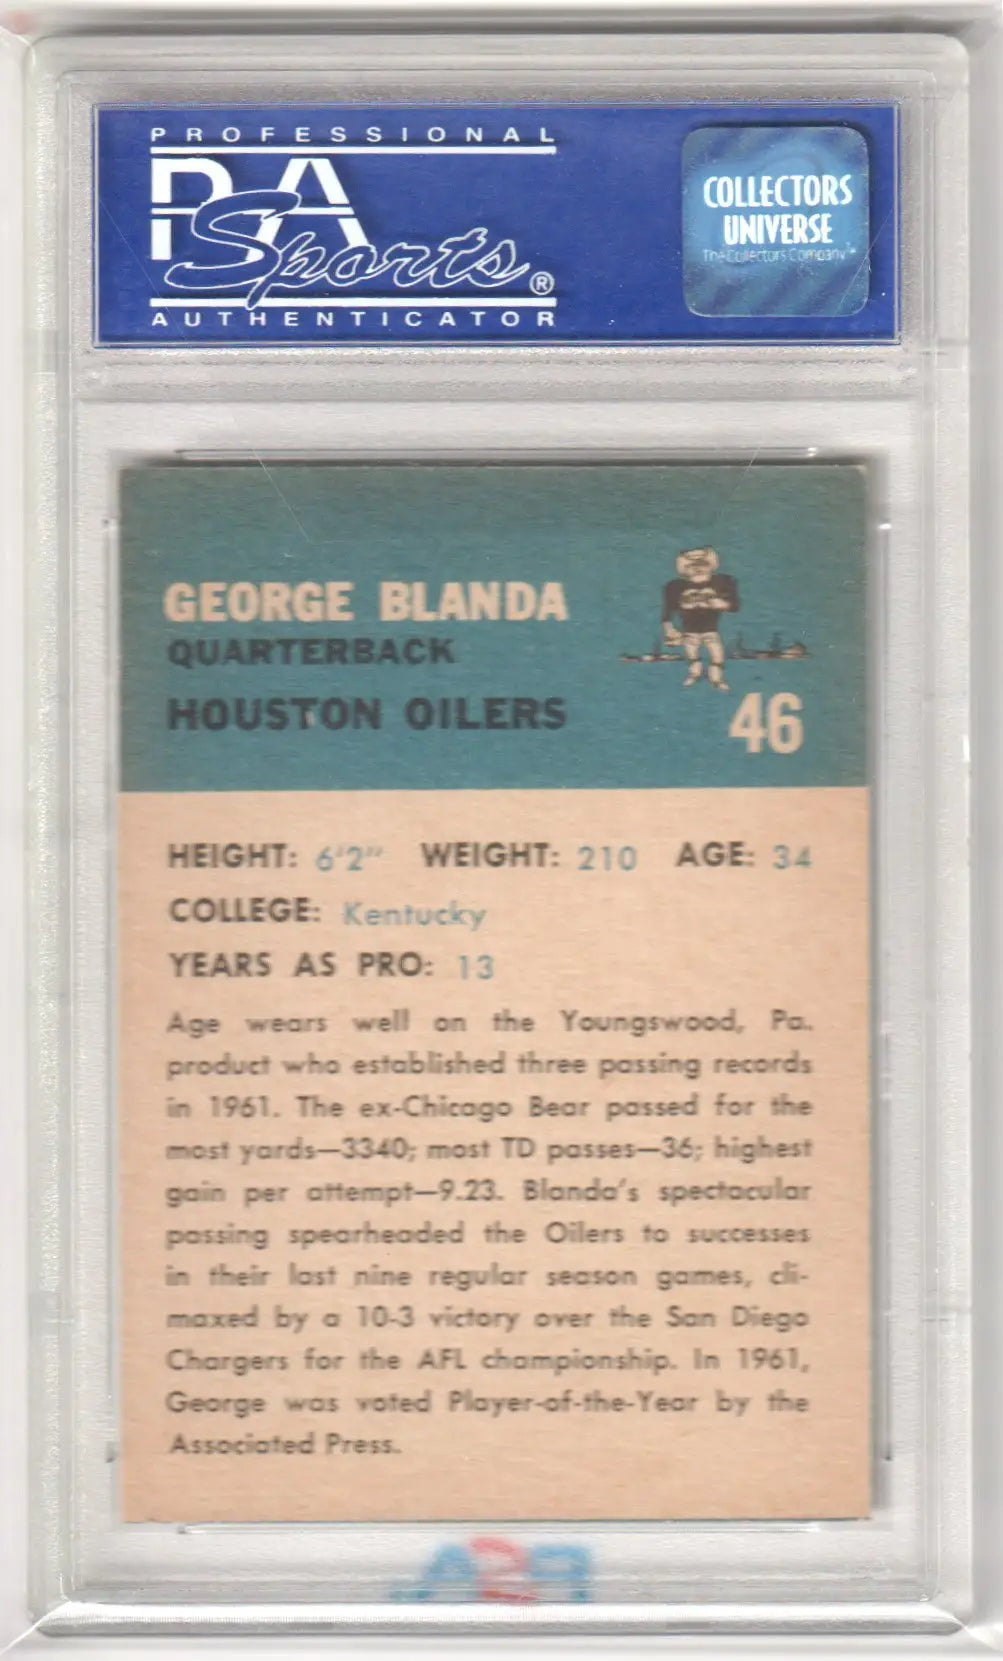 PROFESSIONAL
PSA
Sports®
AUTHENTICATOR
COLLECTORS
UNIVERSE
The Collectors Company™
GEORGE BLANDA
QUARTERBACK
HOUSTON OILERS
46
HEIGHT: 6'2" WEIGHT: 210 AGE: 34
COLLEGE: Kentucky
YEARS AS PRO: 13
Age wears well on the Youngswood, Pa.
product who established three passing records
in 1961. The ex-Chicago Bear passed for the
most yards—3340; most TD passes—36; highest
gain per attempt—9.23. Blanda's spectacular
passing spearheaded the Oilers to successes
in their last nine regular season games, cli-
maxed by a 10-3 victory over the San Diego
Chargers for the AFL championship. In 1961,
George was voted Player-of-the-Year by the
Associated Press.
PSA